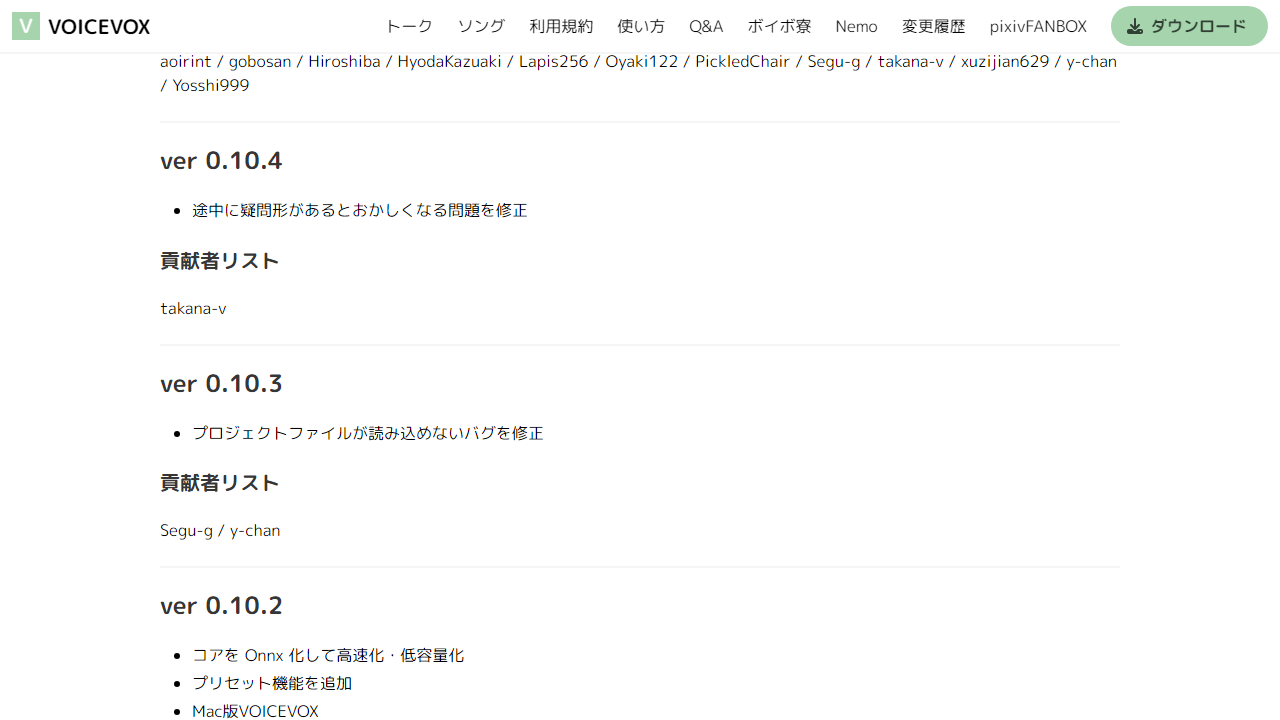 VOICEVOX
トーク ソング 利用規約 使い方 Q&A ボイボ寮 Nemo 変更履歴 pixivFANBOX ダウンロード
aoirint / gobosan / Hiroshiba / HyodaKazuaki / Lapis256 / Oyaki122 / PickledChair / Segu-g / takana-v / xuzijian629 / y-chan
/ Yosshi999
ver 0.10.4
途中に疑問形があるとおかしくなる問題を修正
貢献者リスト
takana-v
ver 0.10.3
プロジェクトファイルが読み込めないバグを修正
貢献者リスト
Segu-g / y-chan
ver 0.10.2
コアを Onnx 化して高速化・低容量化
プリセット機能を追加
Mac版VOICEVOX